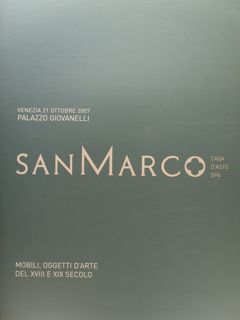 VENEZIA 21 OTTOBRE 2007
PALAZZO GIOVANELLI
SANMARCO
CASA
D'ASTE
SPA
MOBILI, OGGETTI D'ARTE
DEL XVIII E XIX SECOLO